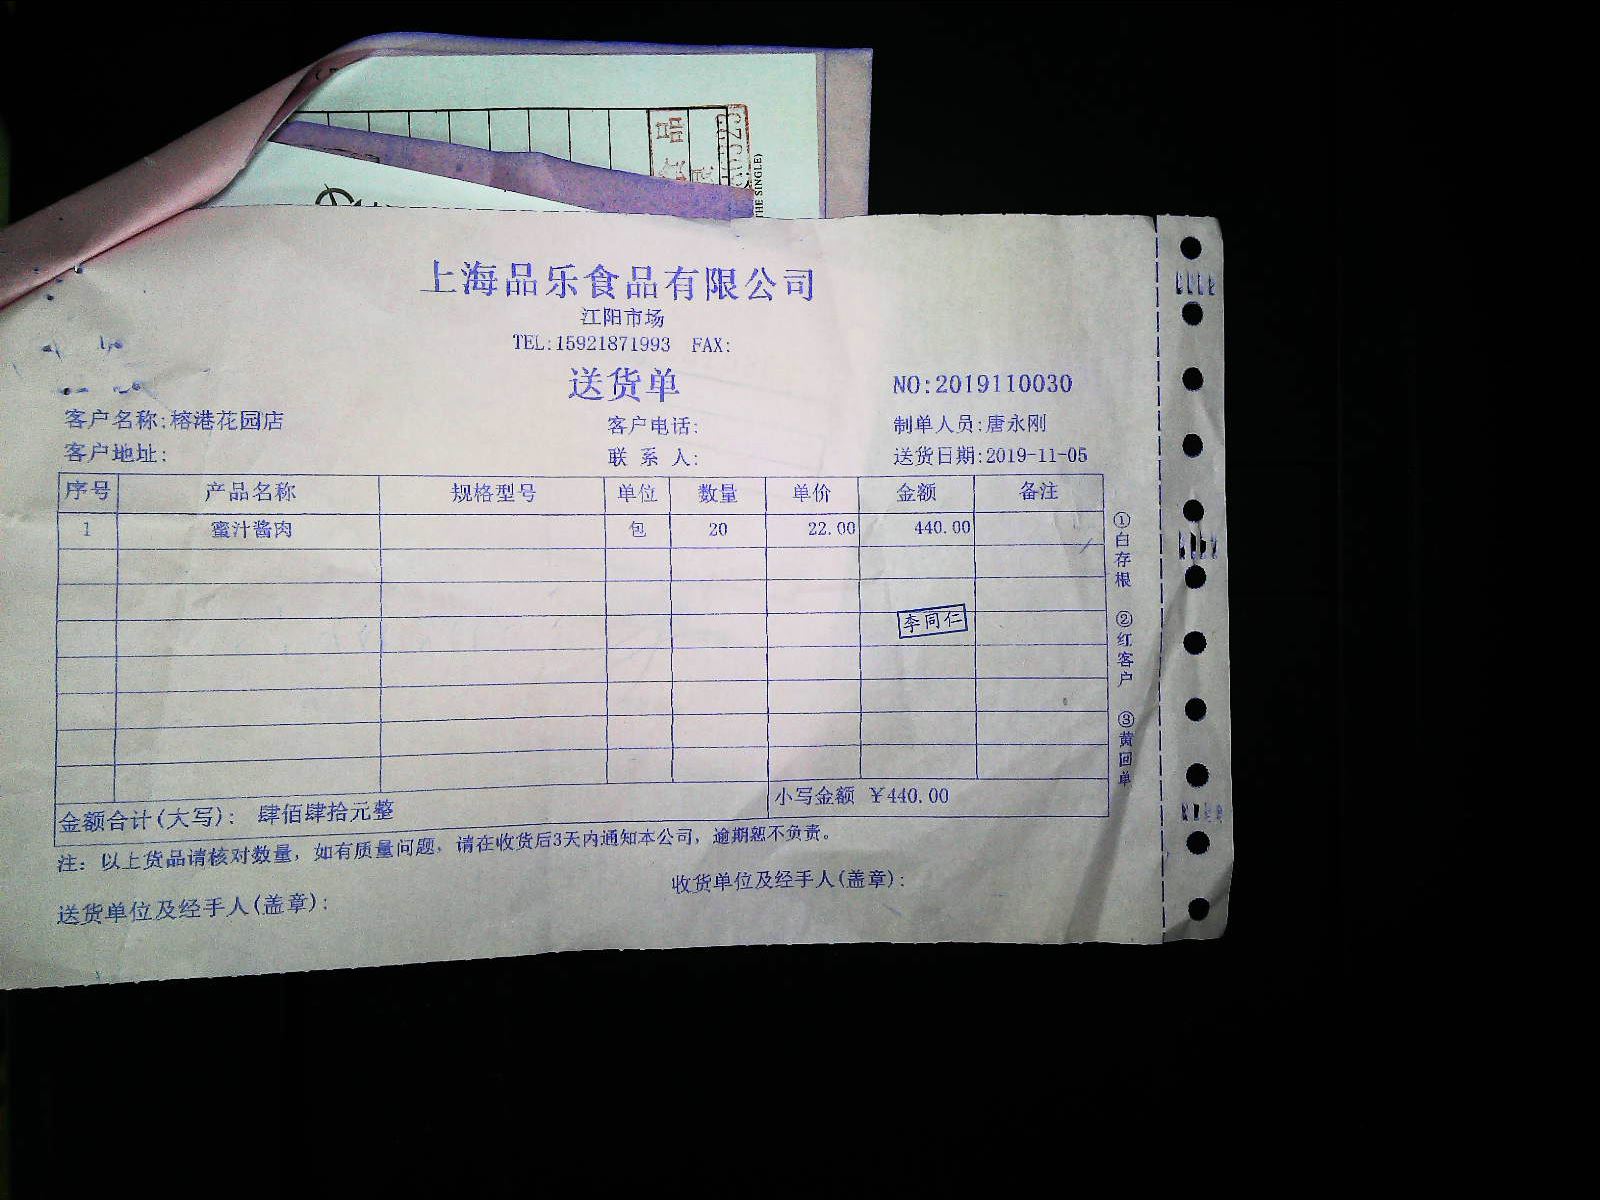 THE SINGLE)
上海品乐食品有限公司
江阳市场
TEL:15921871993 FAX:
送货单
NO:2019110030
客户名称:榕港花园店 客户电话: 制单人员:唐永刚
客户地址: 联 系 人: 送货日期:2019-11-05
序号 产品名称 规格型号 单位 数量 单价 金额 备注
1 蜜汁酱肉 包 20 22.00 440.00
李同仁
金额合计(大写): 肆佰肆拾元整 小写金额 ￥440.00
注: 以上货品请核对数量, 如有质量问题, 请在收货后3天内通知本公司, 逾期恕不负责。
送货单位及经手人(盖章): 收货单位及经手人(盖章):
①白存根 ②红客户 ③黄回单